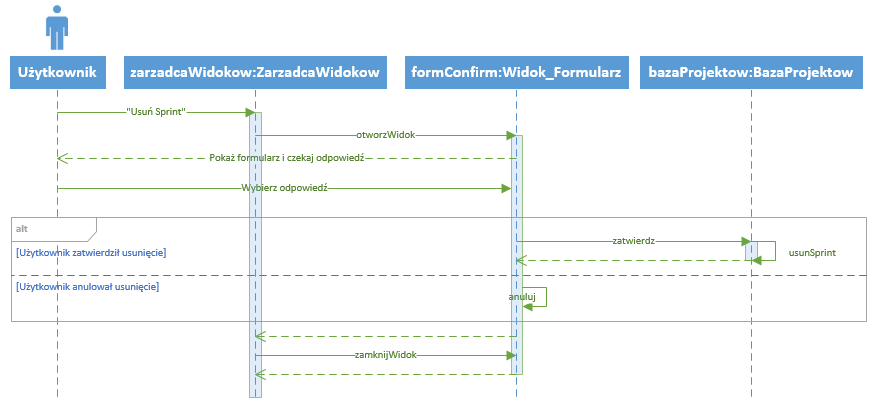 Użytkownik
zarzadcaWidokow:ZarzadcaWidokow
formConfirm:Widok_Formularz
bazaProjektow:BazaProjektow
"Usuń Sprint"
otworzWidok
Pokaż formularz i czekaj odpowiedź
Wybierz odpowiedź
alt
zatwierdz
[Użytkownik zatwierdził usunięcie]
usunSprint
[Użytkownik anulował usunięcie]
anuluj
zamknijWidok